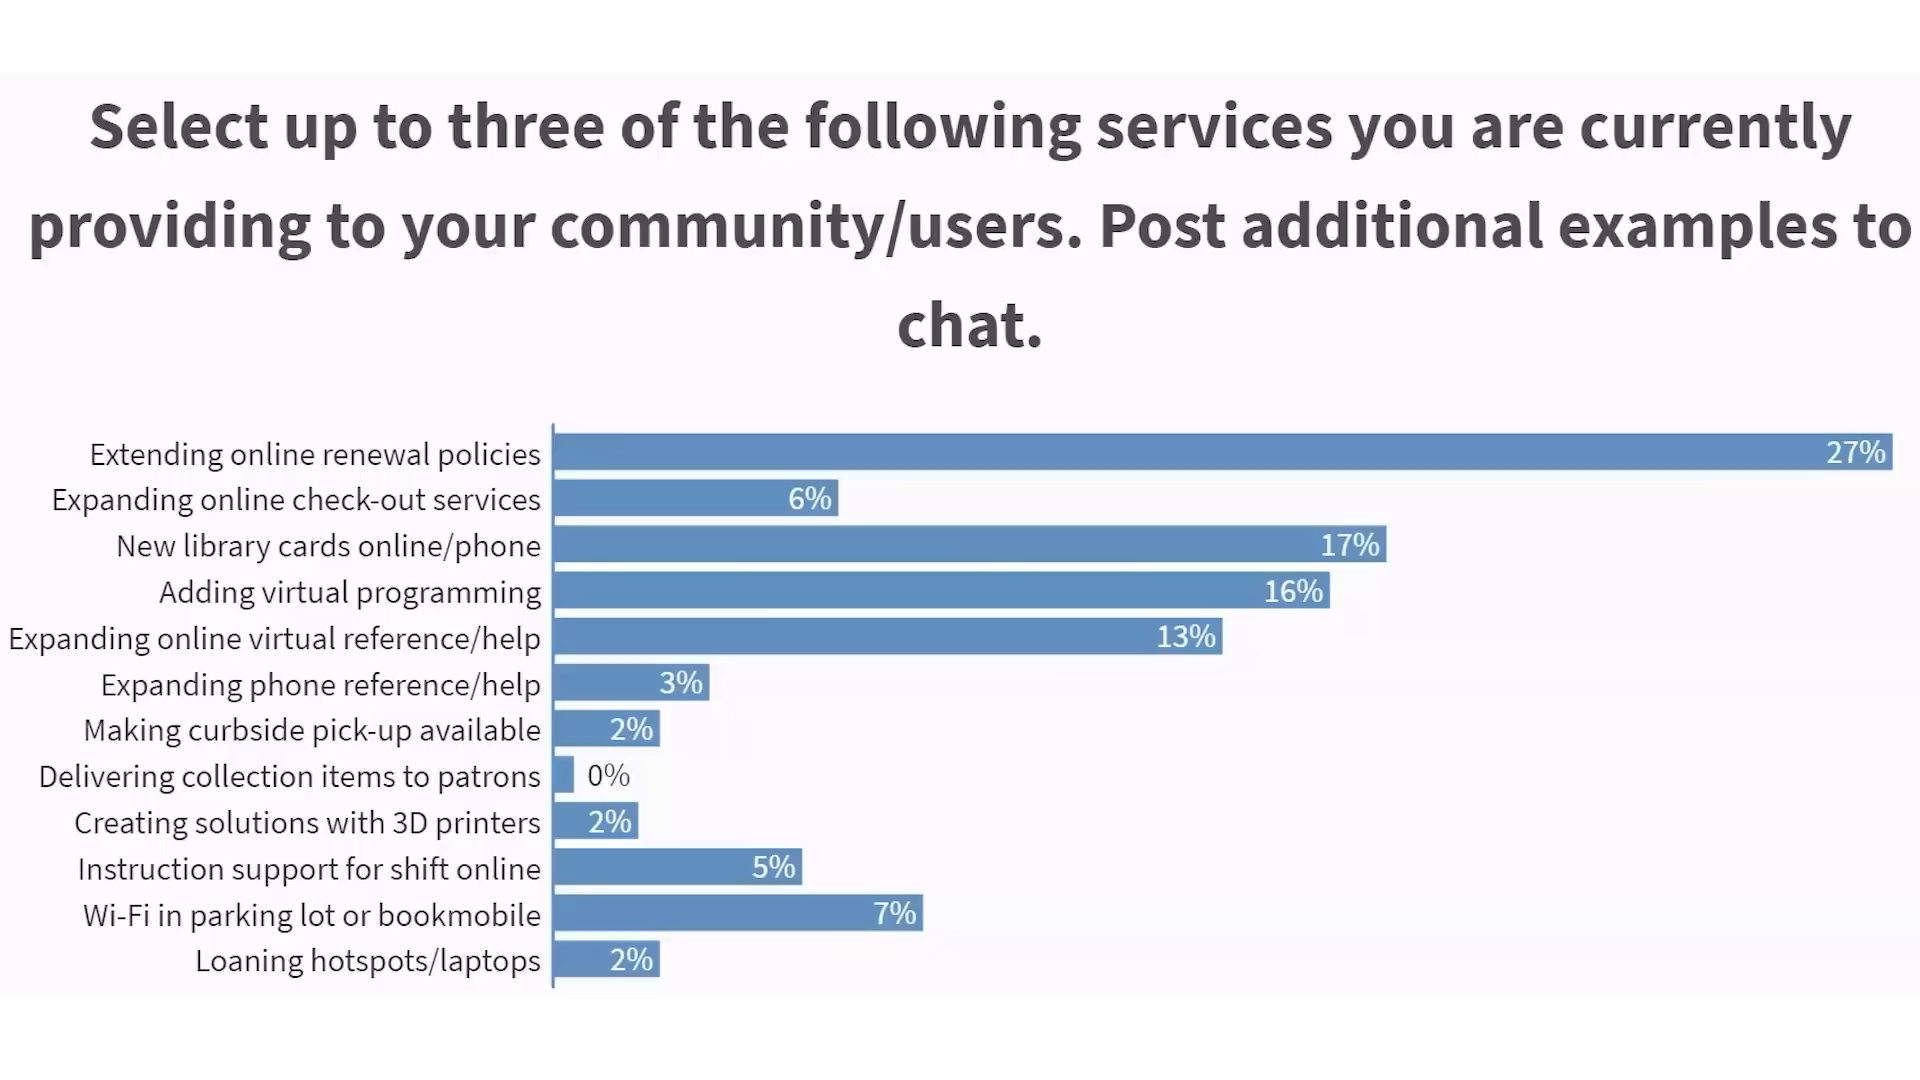 Select up to three of the following services you are currently
providing to your community/users. Post additional examples to
chat.
Extending online renewal policies 27%
Expanding online check-out services 6%
New library cards online/phone 17%
Adding virtual programming 16%
Expanding online virtual reference/help 13%
Expanding phone reference/help 3%
Making curbside pick-up available 2%
Delivering collection items to patrons 0%
Creating solutions with 3D printers 2%
Instruction support for shift online 5%
Wi-Fi in parking lot or bookmobile 7%
Loaning hotspots/laptops 2%